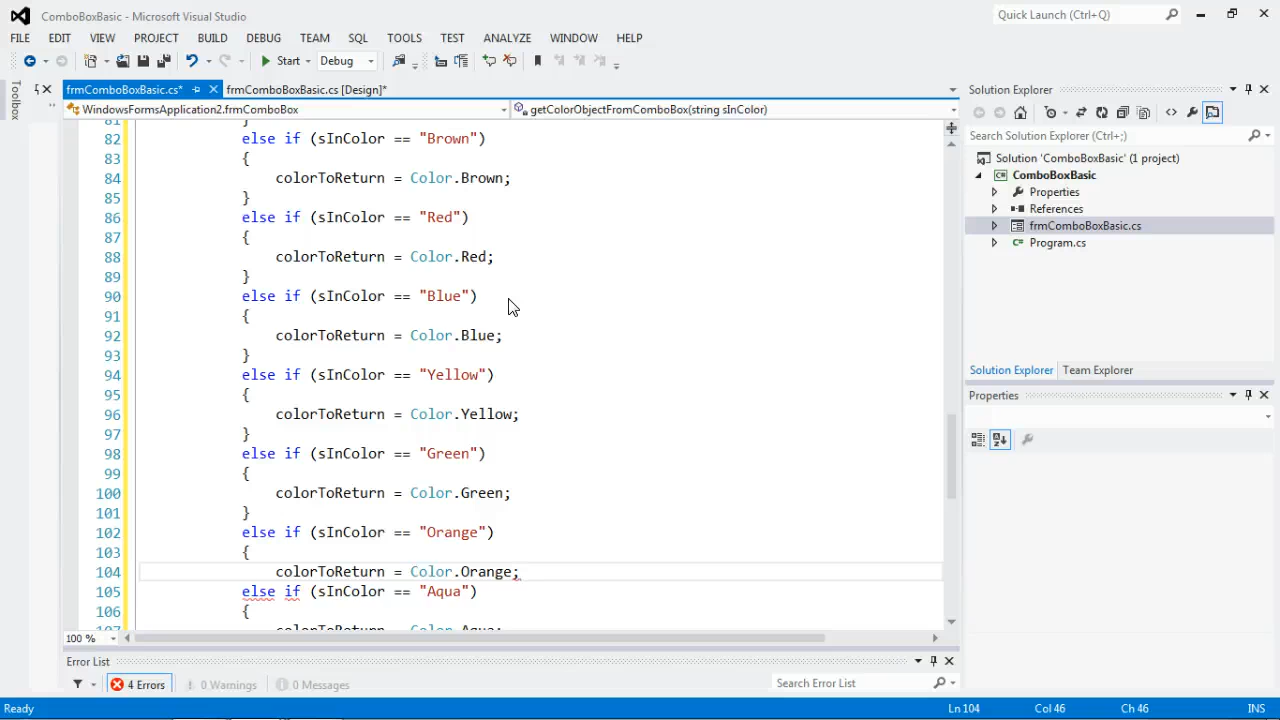 ComboBoxBasic - Microsoft Visual Studio
Quick Launch (Ctrl+Q)
FILE EDIT VIEW PROJECT BUILD DEBUG TEAM SQL TOOLS TEST ANALYZE WINDOW HELP
Start Debug
Toolbox
frmComboBoxBasic.cs* frmComboBoxBasic.cs [Design]*
WindowsFormsApplication2.frmComboBox getColorObjectFromComboBox(string sInColor)
81 }
82 else if (sInColor == "Brown")
83 {
84 colorToReturn = Color.Brown;
85 }
86 else if (sInColor == "Red")
87 {
88 colorToReturn = Color.Red;
89 }
90 else if (sInColor == "Blue")
91 {
92 colorToReturn = Color.Blue;
93 }
94 else if (sInColor == "Yellow")
95 {
96 colorToReturn = Color.Yellow;
97 }
98 else if (sInColor == "Green")
99 {
100 colorToReturn = Color.Green;
101 }
102 else if (sInColor == "Orange")
103 {
104 colorToReturn = Color.Orange;
105 else if (sInColor == "Aqua")
106 {
107 colorToReturn = Color.Aqua;
100 %
Error List
4 Errors 0 Warnings 0 Messages
Search Error List
Solution Explorer
Search Solution Explorer (Ctrl+;)
Solution 'ComboBoxBasic' (1 project)
ComboBoxBasic
Properties
References
frmComboBoxBasic.cs
Program.cs
Solution Explorer Team Explorer
Properties
Ready Ln 104 Col 46 Ch 46 INS